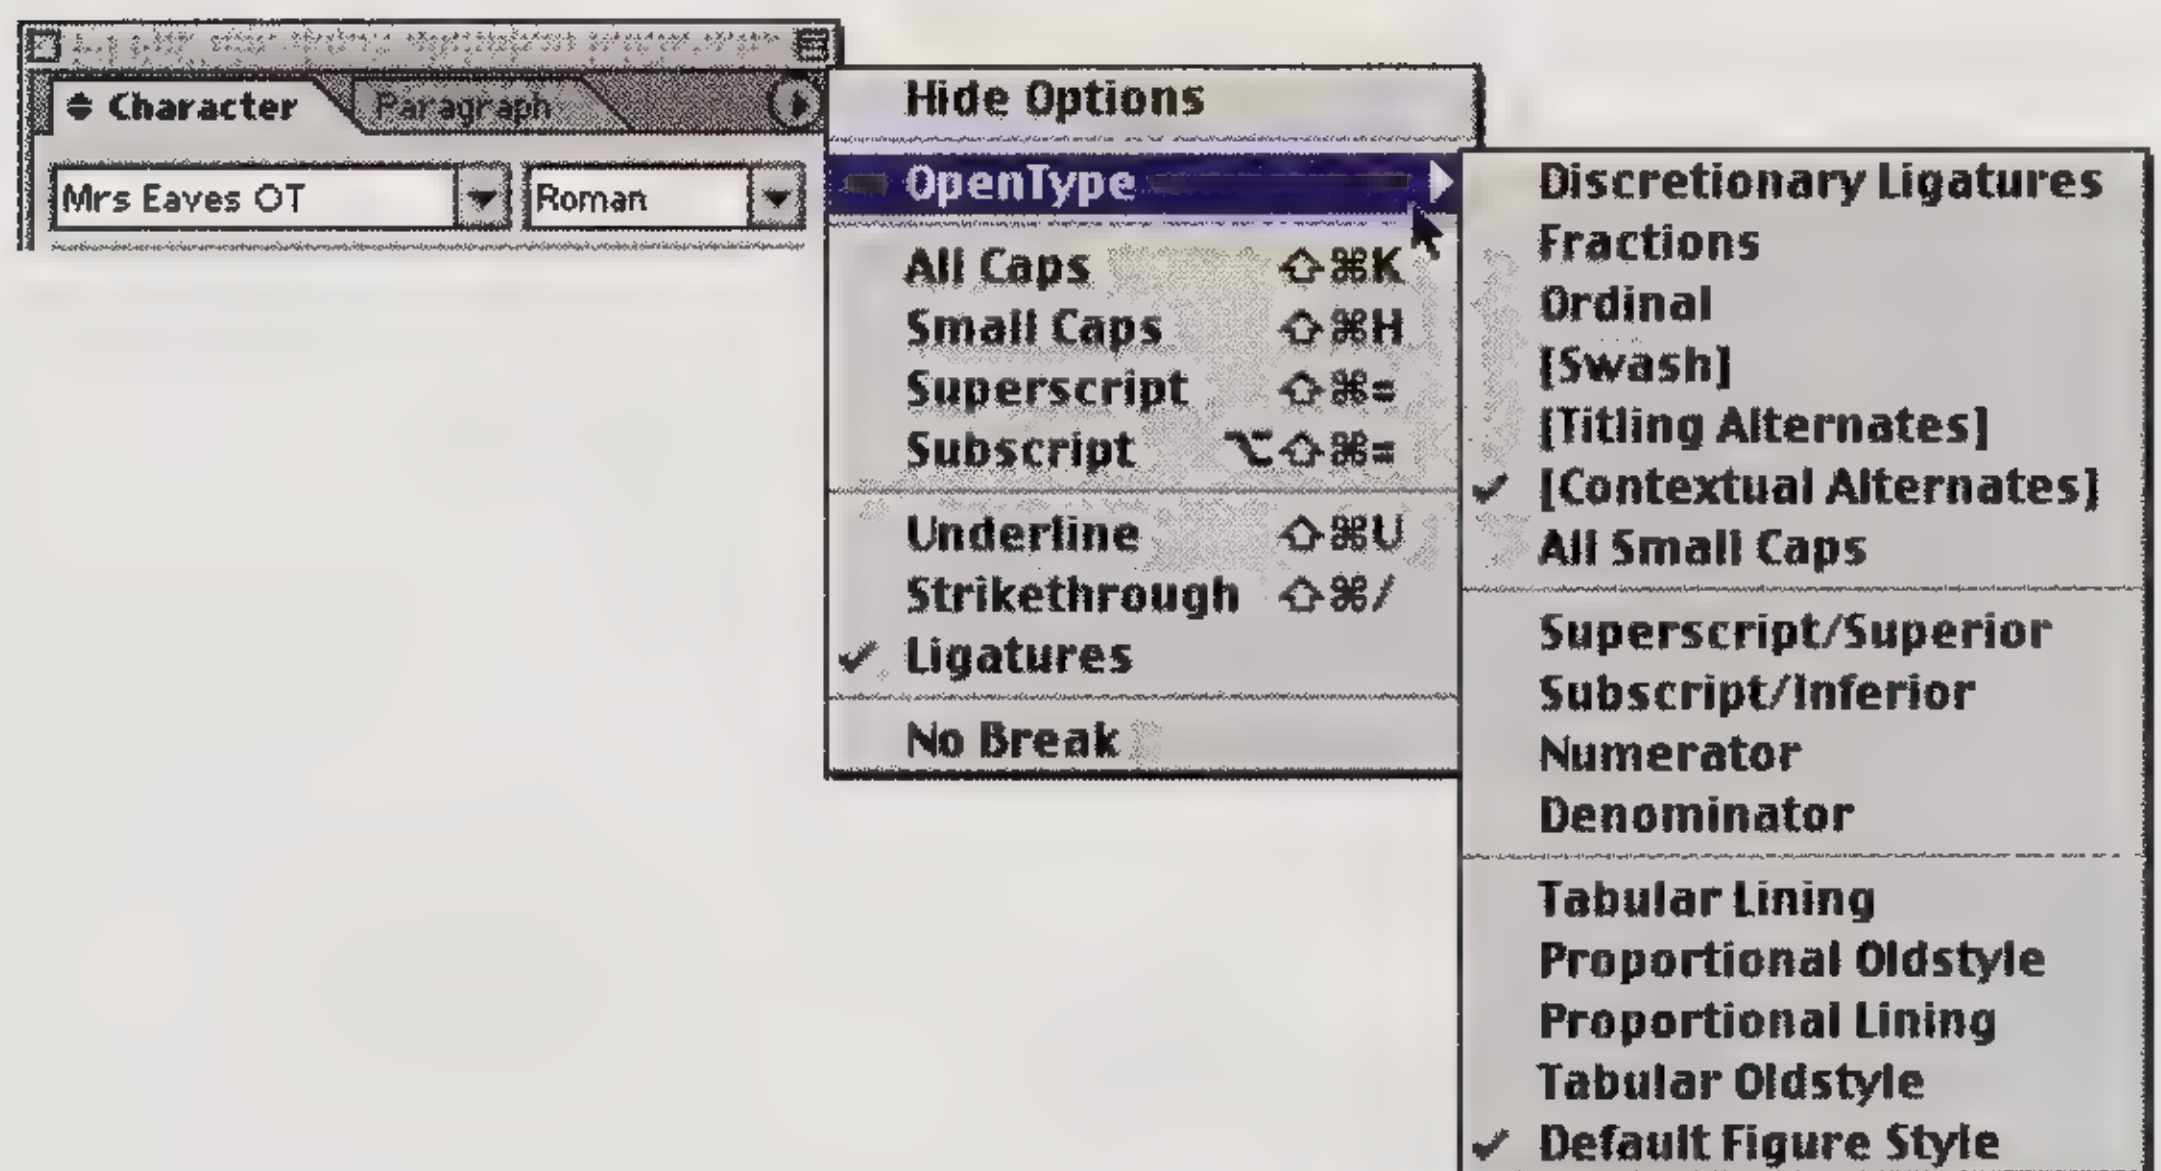 Character Paragraph
Mrs Eaves OT Roman
Hide Options
OpenType
All Caps ⇧⌘K
Small Caps ⇧⌘H
Superscript ⇧⌘=
Subscript ⌥⇧⌘=
Underline ⇧⌘U
Strikethrough ⇧⌘/
Ligatures
No Break
Discretionary Ligatures
Fractions
Ordinal
[Swash]
[Titling Alternates]
[Contextual Alternates]
All Small Caps
Superscript/Superior
Subscript/Inferior
Numerator
Denominator
Tabular Lining
Proportional Oldstyle
Proportional Lining
Tabular Oldstyle
Default Figure Style